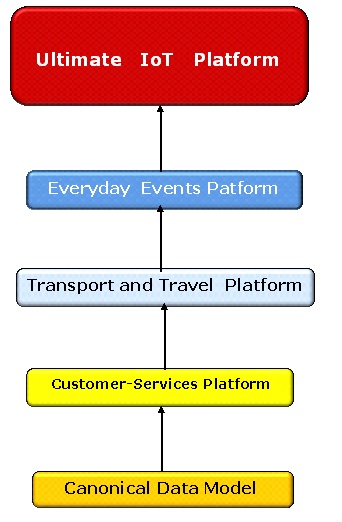 Ultimate IoT Platform
Everyday Events Patform
Transport and Travel Platform
Customer-Services Platform
Canonical Data Model